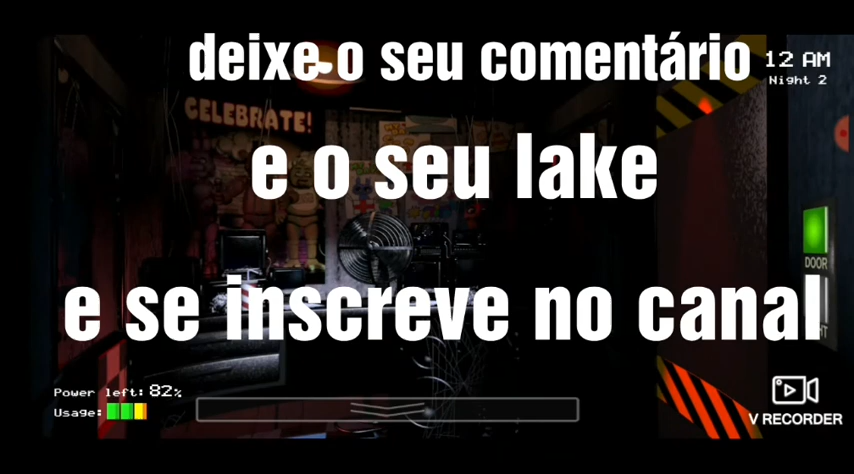 deixe o seu comentário
12 AM
Night 2
CELEBRATE!
e o seu lake
DOOR
e se inscreve no canal
Power left: 82%
Usage:
V RECORDER